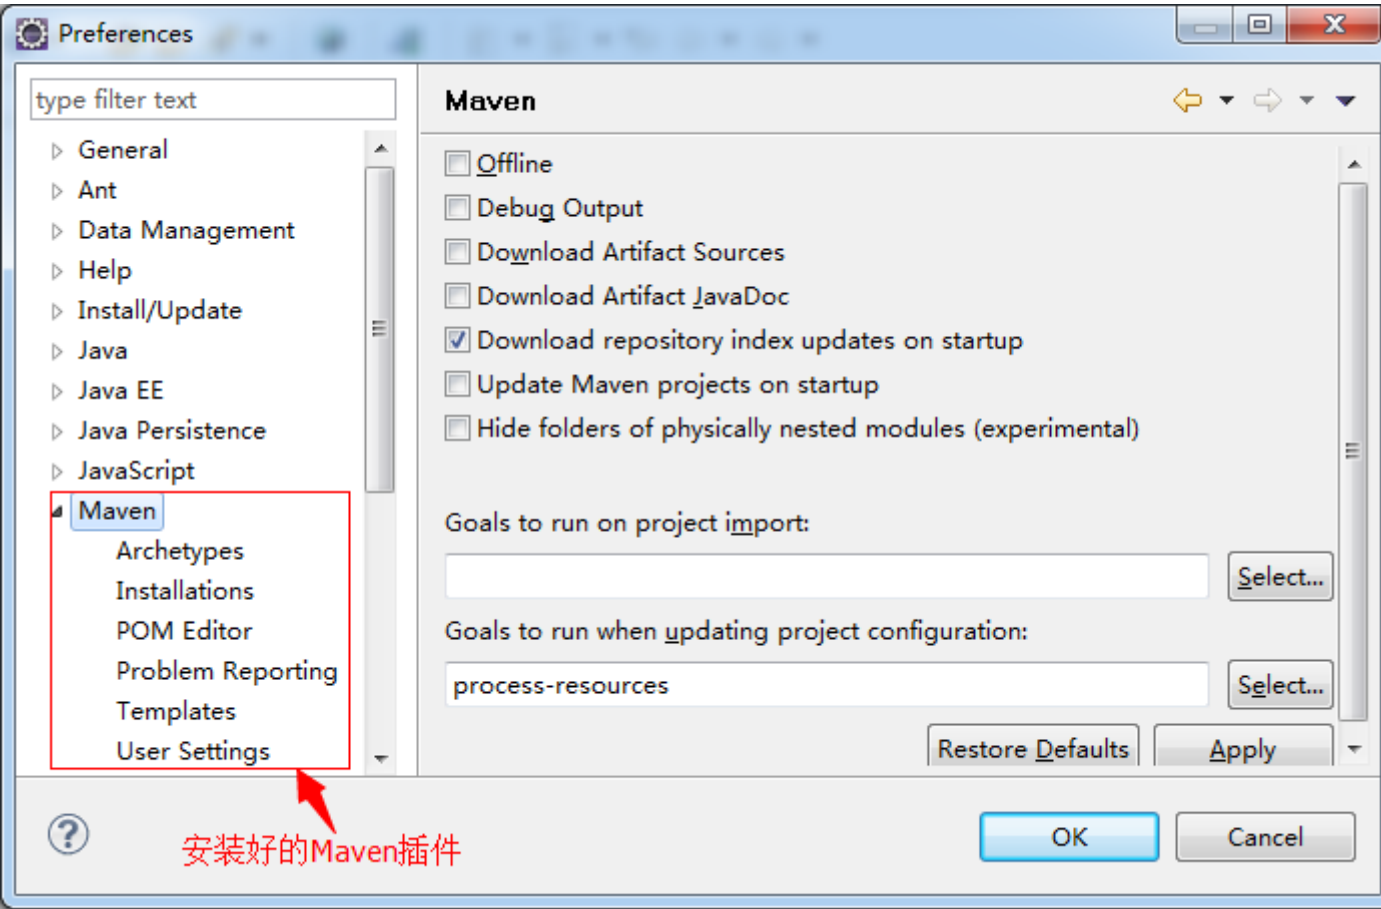 Preferences
type filter text
General
Ant
Data Management
Help
Install/Update
Java
Java EE
Java Persistence
JavaScript
Maven
Archetypes
Installations
POM Editor
Problem Reporting
Templates
User Settings
Maven
Offline
Debug Output
Download Artifact Sources
Download Artifact JavaDoc
Download repository index updates on startup
Update Maven projects on startup
Hide folders of physically nested modules (experimental)
Goals to run on project import:
Select...
Goals to run when updating project configuration:
process-resources
Select...
Restore Defaults
Apply
安装好的Maven插件
OK
Cancel